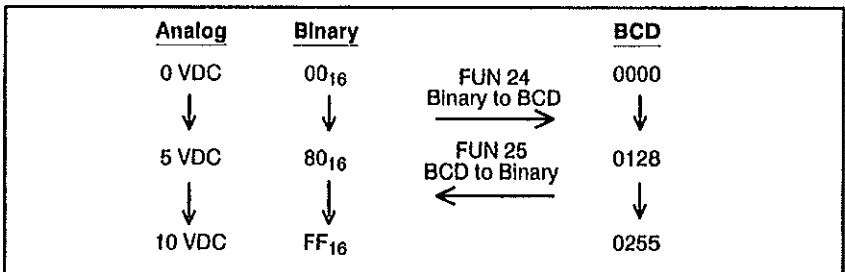 Analog Binary BCD
0 VDC 00₁₆ FUN 24 0000
Binary to BCD
5 VDC 80₁₆ FUN 25 0128
BCD to Binary
10 VDC FF₁₆ 0255